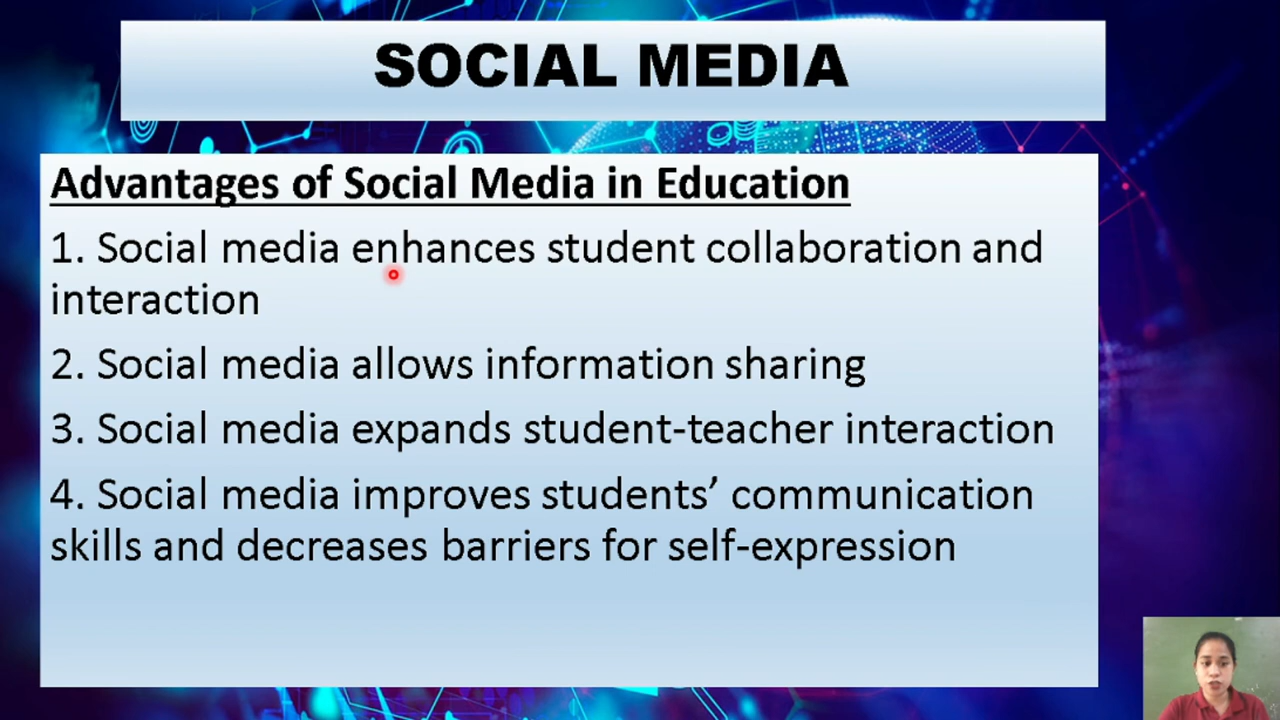 SOCIAL MEDIA
Advantages of Social Media in Education
1. Social media enhances student collaboration and
interaction
2. Social media allows information sharing
3. Social media expands student-teacher interaction
4. Social media improves students’ communication
skills and decreases barriers for self-expression